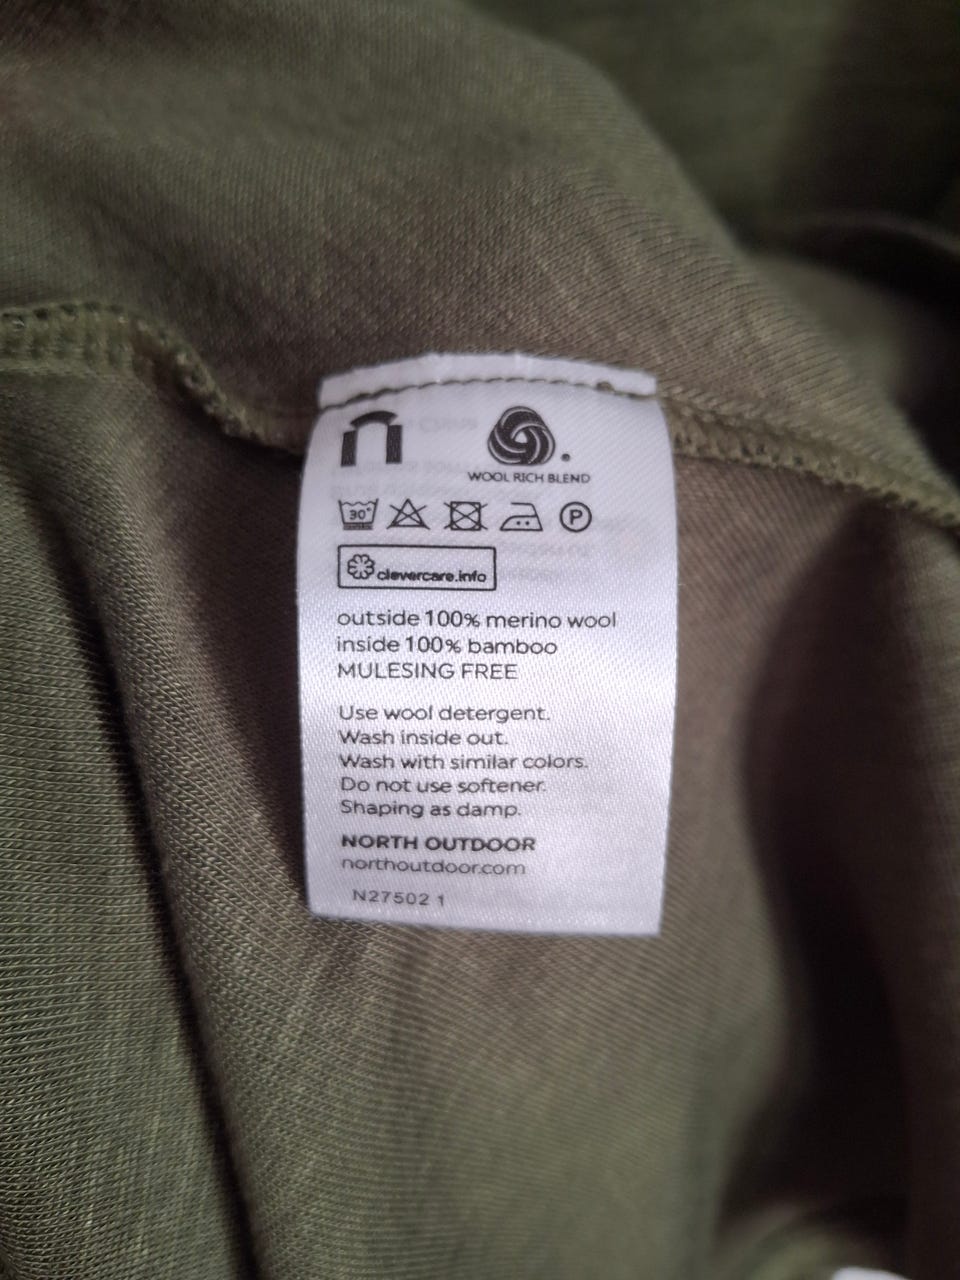 WOOL RICH BLEND
30°
P
clevercare.info
outside 100% merino wool
inside 100% bamboo
MULESING FREE
Use wool detergent.
Wash inside out.
Wash with similar colors.
Do not use softener.
Shaping as damp.
NORTH OUTDOOR
northoutdoor.com
N27502 1